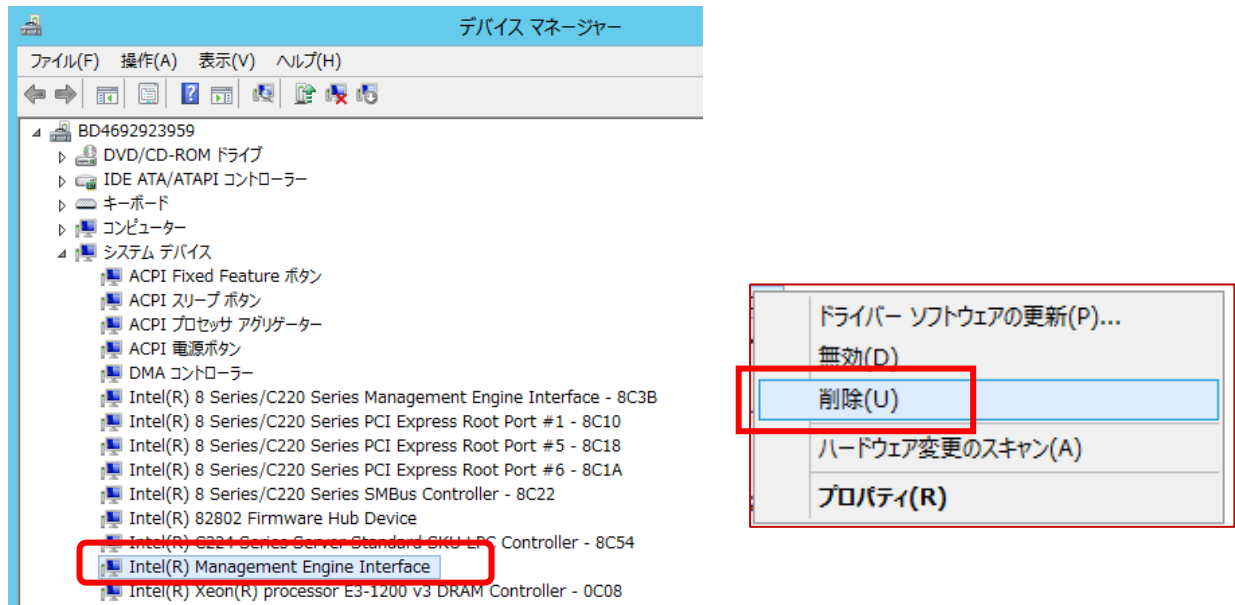 デバイス マネージャー
ファイル(F) 操作(A) 表示(V) ヘルプ(H)
BD4692923959
DVD/CD-ROM ドライブ
IDE ATA/ATAPI コントローラー
キーボード
コンピューター
システム デバイス
ACPI Fixed Feature ボタン
ACPI スリープ ボタン
ACPI プロセッサ アグリゲーター
ACPI 電源ボタン
DMA コントローラー
Intel(R) 8 Series/C220 Series Management Engine Interface - 8C3B
Intel(R) 8 Series/C220 Series PCI Express Root Port #1 - 8C10
Intel(R) 8 Series/C220 Series PCI Express Root Port #5 - 8C18
Intel(R) 8 Series/C220 Series PCI Express Root Port #6 - 8C1A
Intel(R) 8 Series/C220 Series SMBus Controller - 8C22
Intel(R) 82802 Firmware Hub Device
Intel(R) C224 Series Server Standard SKU LPC Controller - 8C54
Intel(R) Management Engine Interface
Intel(R) Xeon(R) processor E3-1200 v3 DRAM Controller - 0C08
ドライバー ソフトウェアの更新(P)...
無効(D)
削除(U)
ハードウェア変更のスキャン(A)
プロパティ(R)